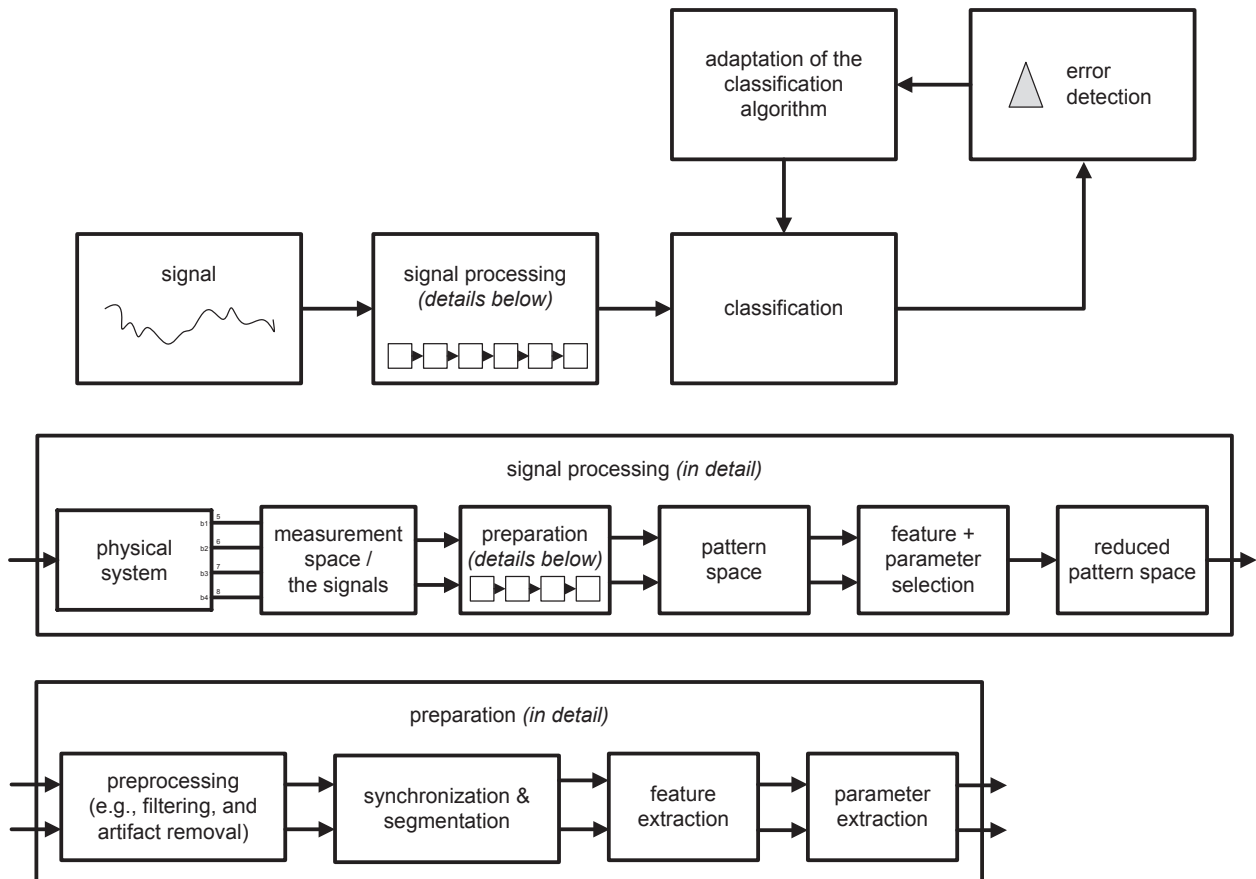 adaptation of the
classification
algorithm
error
detection
signal
signal processing
(details below)
classification
signal processing (in detail)
physical
system
b1
5
b2
6
b3
7
b4
8
measurement
space /
the signals
preparation
(details below)
pattern
space
feature +
parameter
selection
reduced
pattern space
preparation (in detail)
preprocessing
(e.g., filtering, and
artifact removal)
synchronization &
segmentation
feature
extraction
parameter
extraction